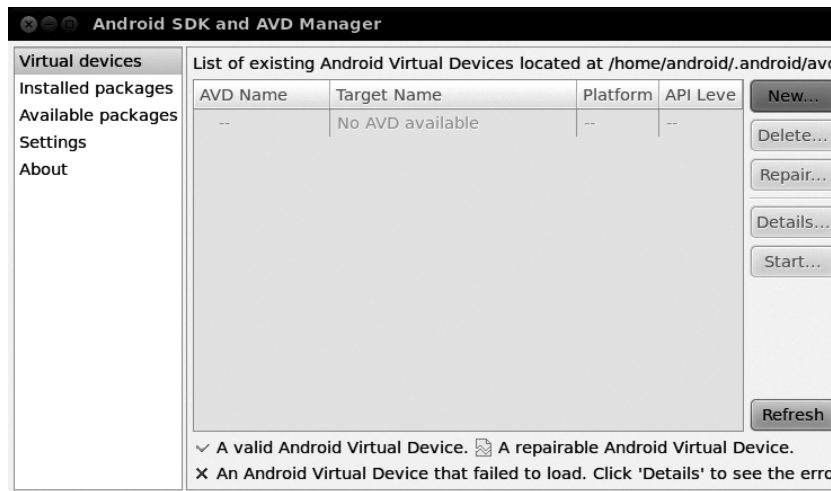 Android SDK and AVD Manager
Virtual devices
Installed packages
Available packages
Settings
About
List of existing Android Virtual Devices located at /home/android/.android/avd
AVD Name Target Name Platform API Leve
-- No AVD available -- --
New...
Delete...
Repair...
Details...
Start...
Refresh
A valid Android Virtual Device. A repairable Android Virtual Device.
An Android Virtual Device that failed to load. Click 'Details' to see the erro